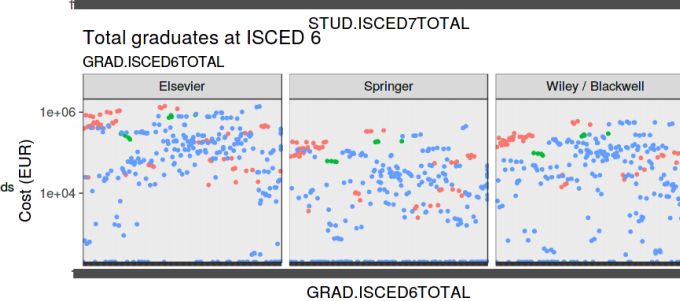 STUD.ISCED7TOTAL
Total graduates at ISCED 6
GRAD.ISCED6TOTAL
Elsevier Springer Wiley / Blackwell
1e+06
ds
Cost (EUR)
1e+04
GRAD.ISCED6TOTAL